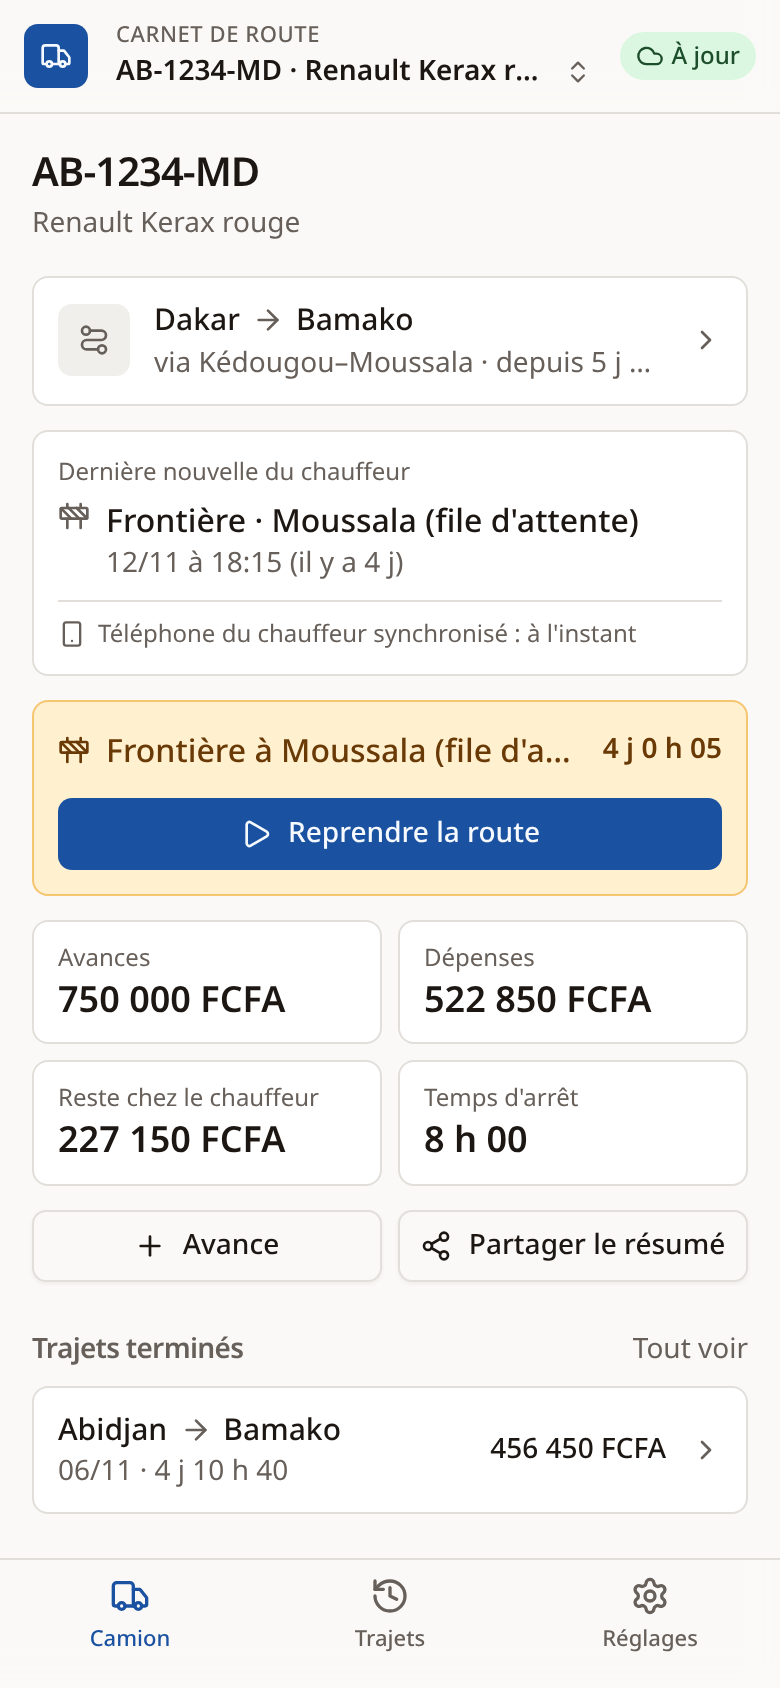 CARNET DE ROUTE
AB-1234-MD · Renault Kerax r...
À jour
AB-1234-MD
Renault Kerax rouge
Dakar → Bamako
via Kédougou–Moussala · depuis 5 j ...
Dernière nouvelle du chauffeur
Frontière · Moussala (file d'attente)
12/11 à 18:15 (il y a 4 j)
Téléphone du chauffeur synchronisé : à l'instant
Frontière à Moussala (file d'a... 4 j 0 h 05
Reprendre la route
Avances
750 000 FCFA
Dépenses
522 850 FCFA
Reste chez le chauffeur
227 150 FCFA
Temps d'arrêt
8 h 00
Avance
Partager le résumé
Trajets terminés
Tout voir
Abidjan → Bamako
06/11 · 4 j 10 h 40
456 450 FCFA
Camion
Trajets
Réglages